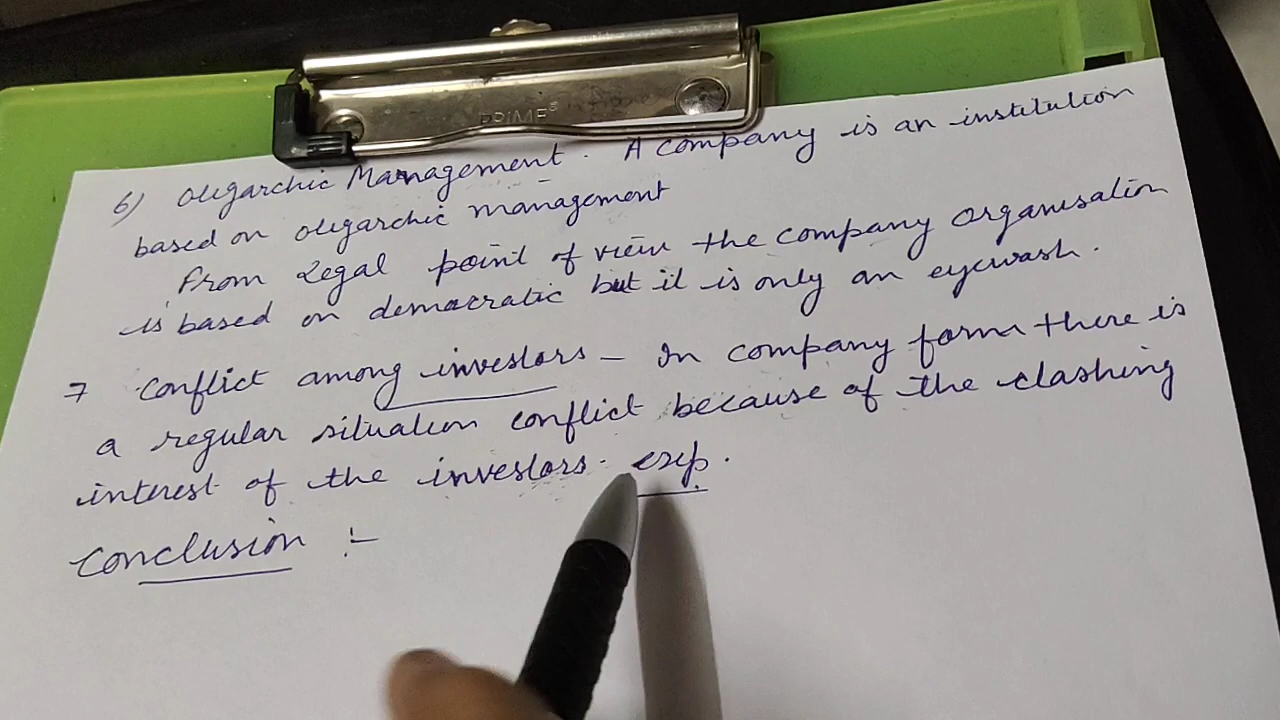 PRIME
6) Oligarchic Management. A company is an institution
based on oligarchic management
From Legal point of view the company organisation
is based on democratic but it is only an eyewash.
7 Conflict among investors – In company form there is
a regular situation conflict because of the clashing
interest of the investors. exp.
Conclusion :-